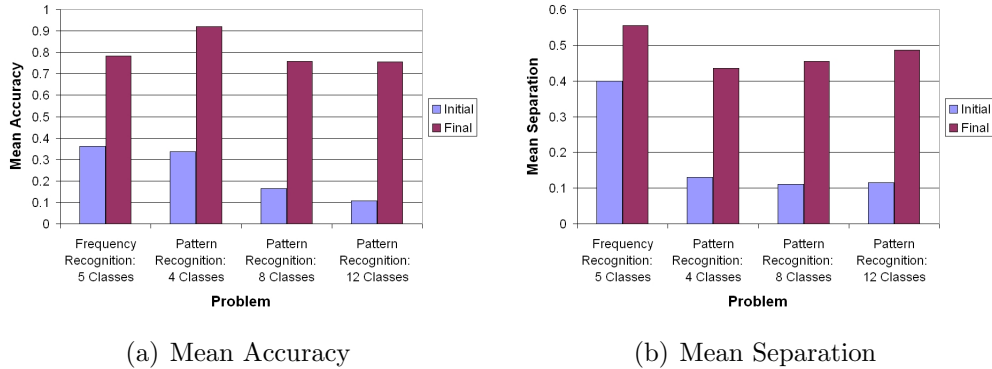 1
0.9
0.8
0.7
0.6
0.5
0.4
0.3
0.2
0.1
0
Mean Accuracy
Frequency Recognition: 5 Classes
Pattern Recognition: 4 Classes
Pattern Recognition: 8 Classes
Pattern Recognition: 12 Classes
Problem
Initial
Final
(a) Mean Accuracy
0.6
0.5
0.4
0.3
0.2
0.1
0
Mean Separation
Frequency Recognition: 5 Classes
Pattern Recognition: 4 Classes
Pattern Recognition: 8 Classes
Pattern Recognition: 12 Classes
Problem
Initial
Final
(b) Mean Separation